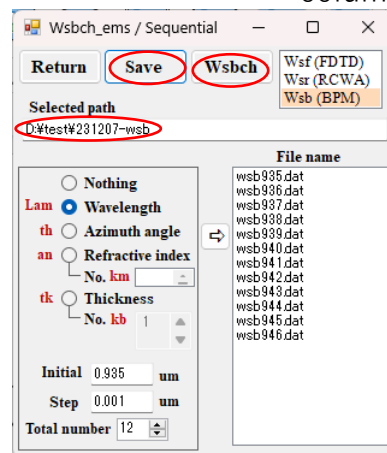 Wsbch_ems / Sequential
Return Save Wsbch
Wsf (FDTD)
Wsr (RCWA)
Wsb (BPM)
Selected path
D:¥test¥231207-wsb
File name
Nothing
Lam Wavelength
th Azimuth angle
an Refractive index
No. km
tk Thickness
No. kb 1
Initial 0.935 um
Step 0.001 um
Total number 12
wsb935.dat
wsb936.dat
wsb937.dat
wsb938.dat
wsb939.dat
wsb940.dat
wsb941.dat
wsb942.dat
wsb943.dat
wsb944.dat
wsb945.dat
wsb946.dat